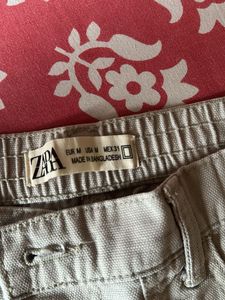 ZARA
EUR M USA M MEX 31
MADE IN BANGLADESH